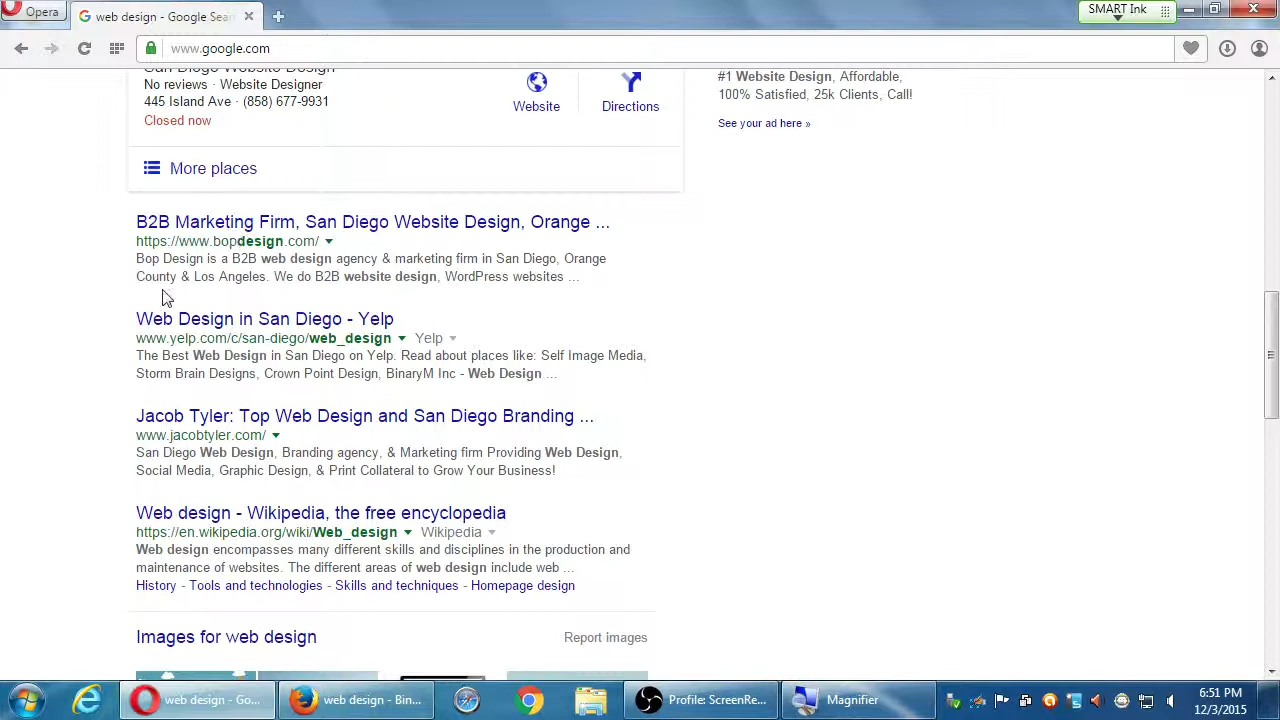 Opera
web design - Google Sear
SMART Ink
www.google.com
San Diego Website Design
No reviews · Website Designer
445 Island Ave · (858) 677-9931
Closed now
Website
Directions
More places
#1 Website Design, Affordable,
100% Satisfied, 25k Clients, Call!
See your ad here »
B2B Marketing Firm, San Diego Website Design, Orange ...
https://www.bopdesign.com/
Bop Design is a B2B web design agency & marketing firm in San Diego, Orange
County & Los Angeles. We do B2B website design, WordPress websites ...
Web Design in San Diego - Yelp
www.yelp.com/c/san-diego/web_design Yelp
The Best Web Design in San Diego on Yelp. Read about places like: Self Image Media,
Storm Brain Designs, Crown Point Design, BinaryM Inc - Web Design ...
Jacob Tyler: Top Web Design and San Diego Branding ...
www.jacobtyler.com/
San Diego Web Design, Branding agency, & Marketing firm Providing Web Design,
Social Media, Graphic Design, & Print Collateral to Grow Your Business!
Web design - Wikipedia, the free encyclopedia
https://en.wikipedia.org/wiki/Web_design Wikipedia
Web design encompasses many different skills and disciplines in the production and
maintenance of websites. The different areas of web design include web ...
History - Tools and technologies - Skills and techniques - Homepage design
Images for web design
Report images
web design - Go...
web design - Bin...
Profile: ScreenRe...
Magnifier
6:51 PM
12/3/2015